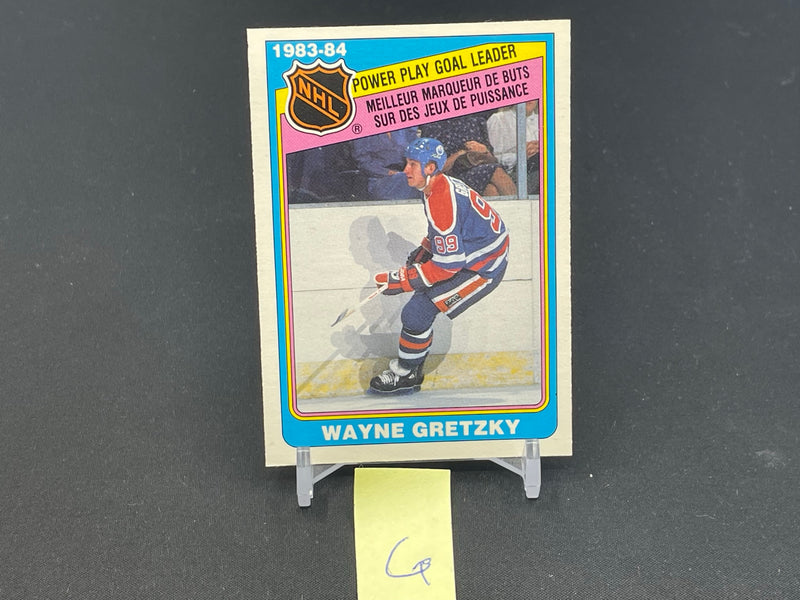 1983-84
POWER PLAY GOAL LEADER
MEILLEUR MARQUEUR DE BUTS
SUR DES JEUX DE PUISSANCE
NHL
®
99
99
WAYNE GRETZKY